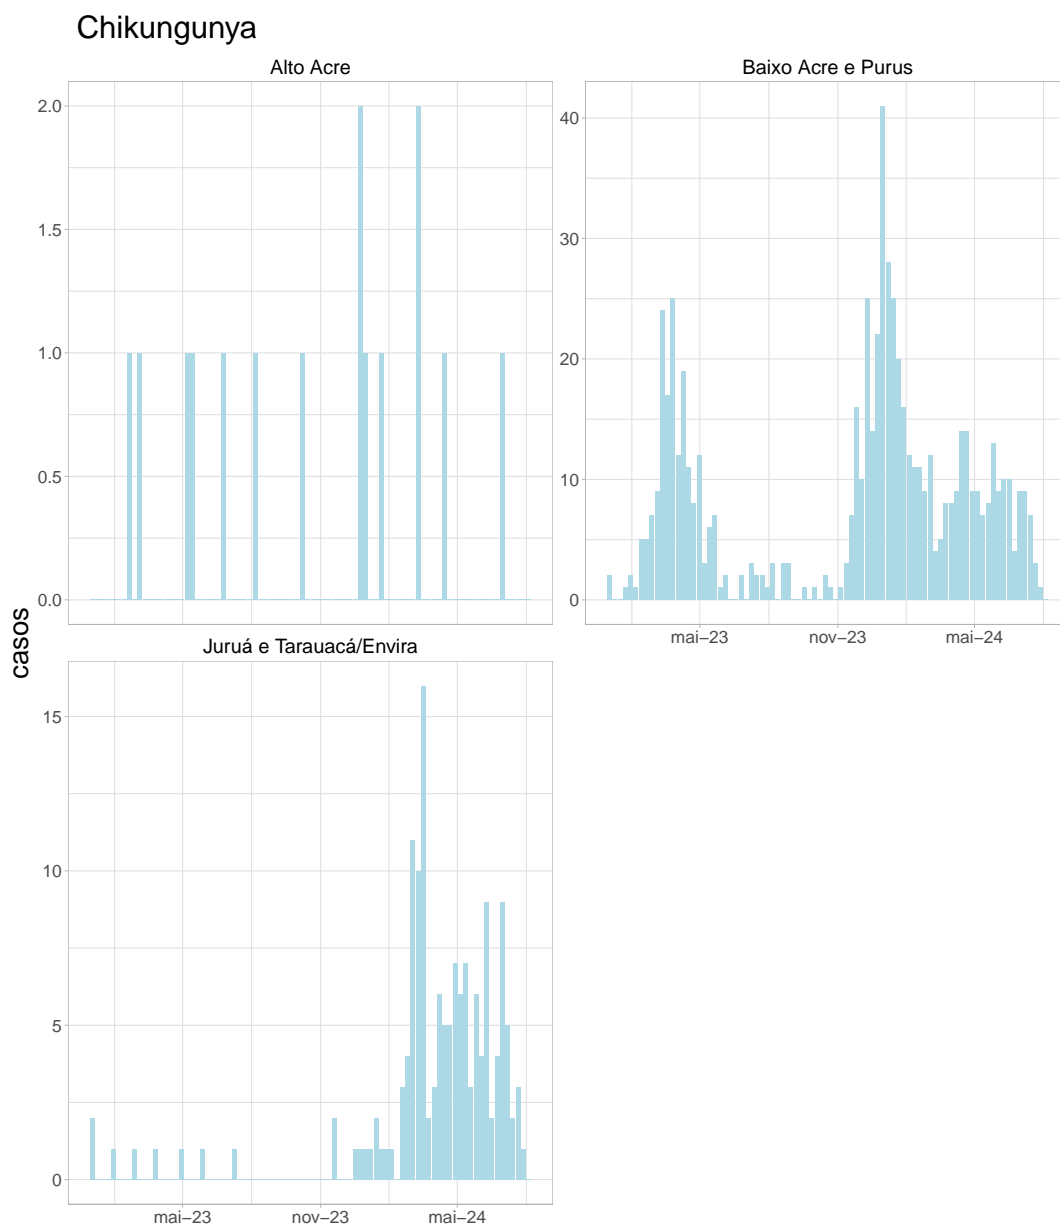 Chikungunya
Alto Acre
Baixo Acre e Purus
2.0
1.5
1.0
0.5
0.0
40
30
20
10
0
mai–23
nov–23
mai–24
casos
Juruá e Tarauacá/Envira
15
10
5
0
mai–23
nov–23
mai–24